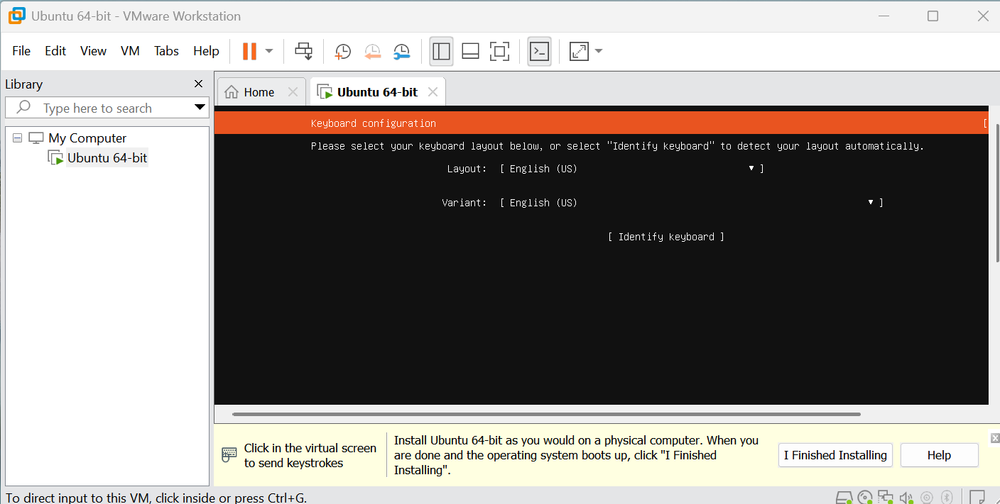 Ubuntu 64-bit - VMware Workstation
File Edit View VM Tabs Help
Library
Type here to search
My Computer
Ubuntu 64-bit
Home
Ubuntu 64-bit
Keyboard configuration [
Please select your keyboard layout below, or select "Identify keyboard" to detect your layout automatically.
Layout: [ English (US) ▾ ]
Variant: [ English (US) ▾ ]
[ Identify keyboard ]
Click in the virtual screen
to send keystrokes
Install Ubuntu 64-bit as you would on a physical computer. When you
are done and the operating system boots up, click "I Finished
Installing".
I Finished Installing
Help
To direct input to this VM, click inside or press Ctrl+G.